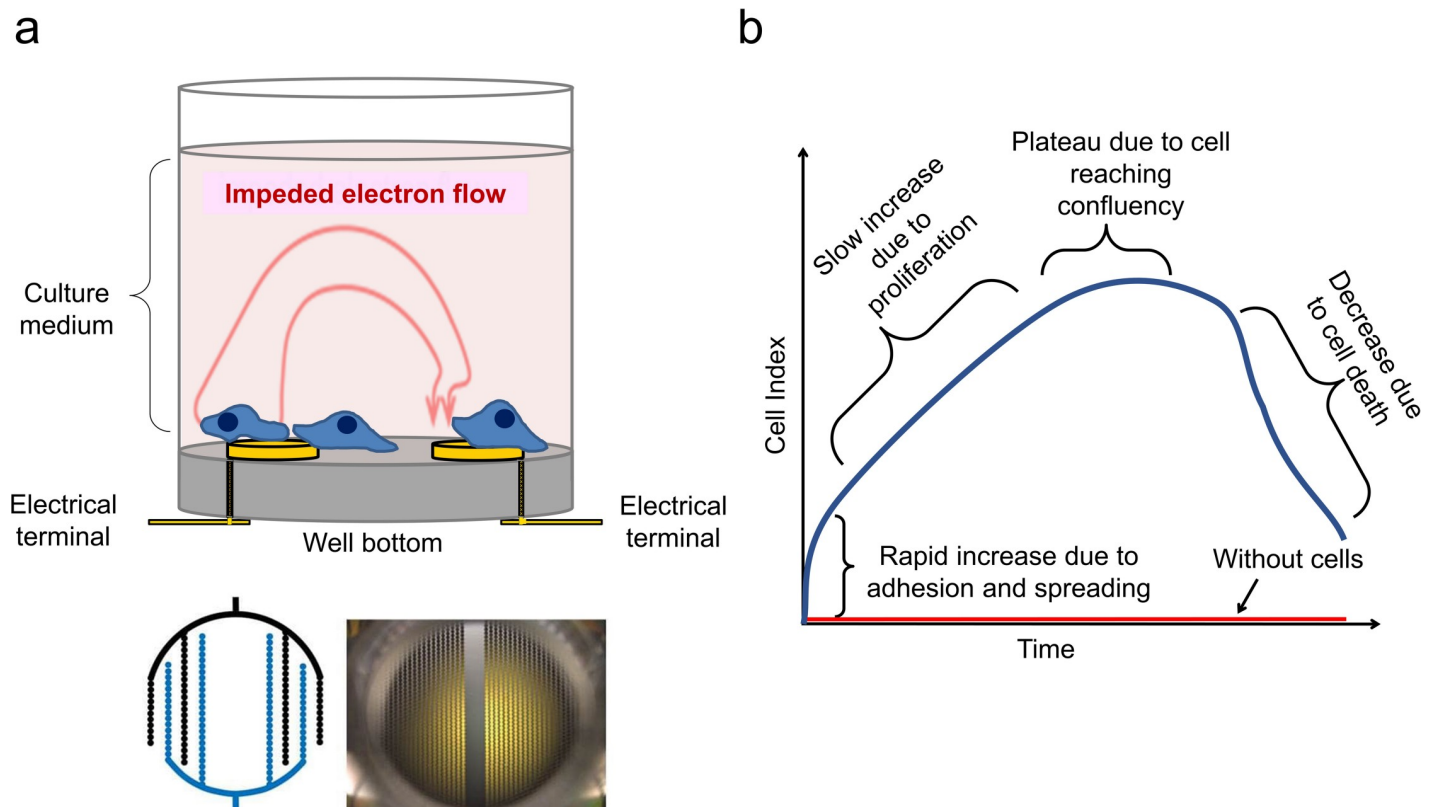 a
Impeded electron flow
Culture
medium
Electrical
terminal
Well bottom
Electrical
terminal
b
Cell Index
Slow increase
due to
proliferation
Plateau due to cell
reaching
confluency
Decrease due
to cell death
Rapid increase due to
adhesion and spreading
Without cells
Time